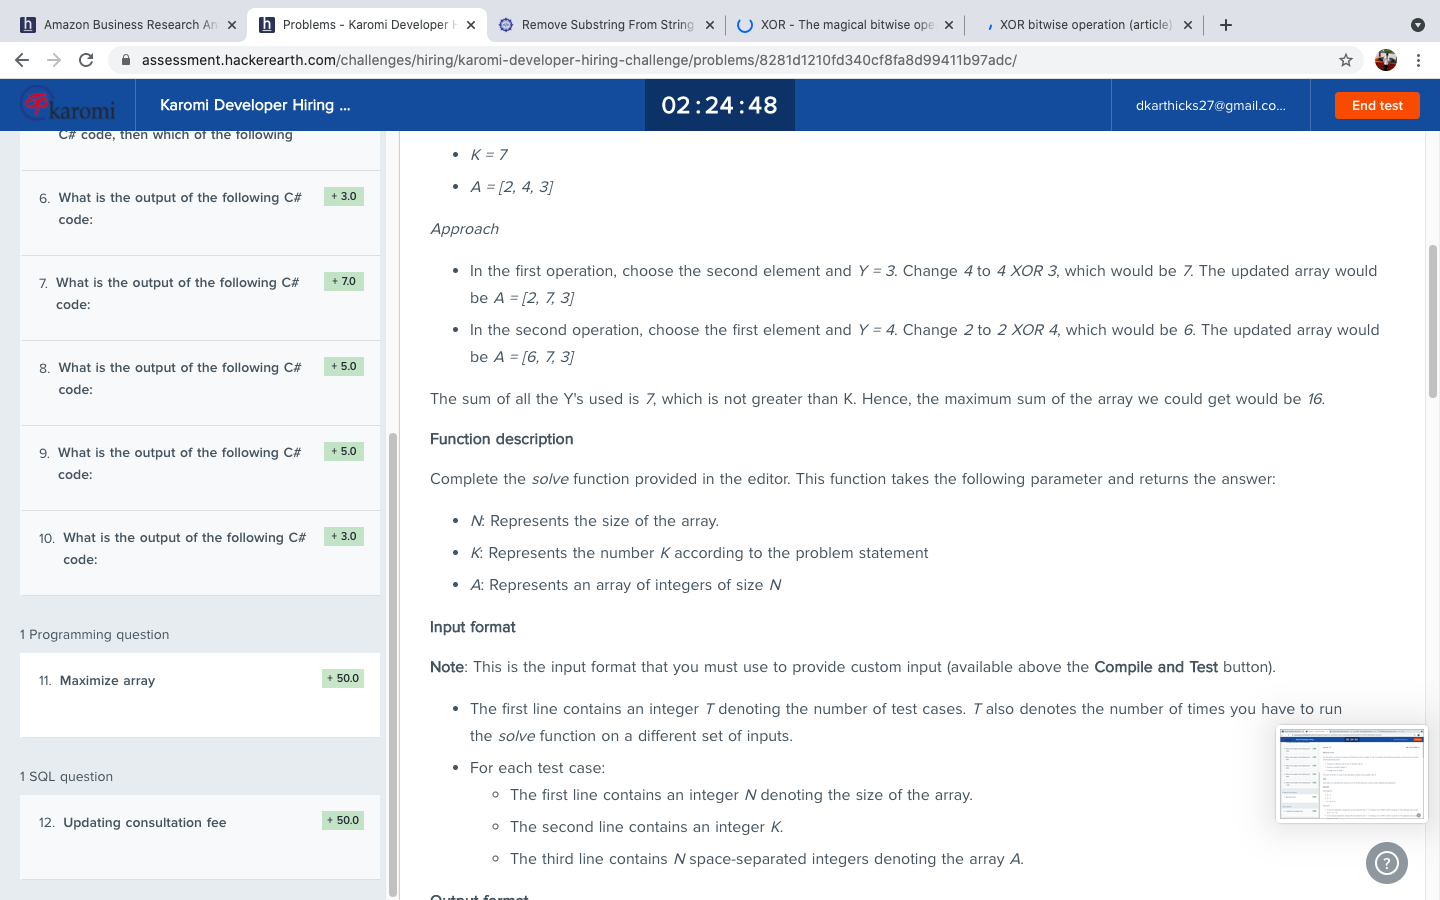 Amazon Business Research An
Problems - Karomi Developer H
Remove Substring From String
XOR - The magical bitwise ope
XOR bitwise operation (article)
assessment.hackerearth.com/challenges/hiring/karomi-developer-hiring-challenge/problems/8281d1210fd340cf8fa8d99411b97adc/
karomi
Karomi Developer Hiring ...
02:24:48
dkarthicks27@gmail.co...
End test
C# code, then which of the following
6. What is the output of the following C#
code:
+ 3.0
7. What is the output of the following C#
code:
+ 7.0
8. What is the output of the following C#
code:
+ 5.0
9. What is the output of the following C#
code:
+ 5.0
10. What is the output of the following C#
code:
+ 3.0
1 Programming question
11. Maximize array
+ 50.0
1 SQL question
12. Updating consultation fee
+ 50.0
• K = 7
• A = [2, 4, 3]
Approach
• In the first operation, choose the second element and Y = 3. Change 4 to 4 XOR 3, which would be 7. The updated array would
be A = [2, 7, 3]
• In the second operation, choose the first element and Y = 4. Change 2 to 2 XOR 4, which would be 6. The updated array would
be A = [6, 7, 3]
The sum of all the Y's used is 7, which is not greater than K. Hence, the maximum sum of the array we could get would be 16.
Function description
Complete the solve function provided in the editor. This function takes the following parameter and returns the answer:
• N: Represents the size of the array.
• K: Represents the number K according to the problem statement
• A: Represents an array of integers of size N
Input format
Note: This is the input format that you must use to provide custom input (available above the Compile and Test button).
• The first line contains an integer T denoting the number of test cases. T also denotes the number of times you have to run
the solve function on a different set of inputs.
• For each test case:
◦ The first line contains an integer N denoting the size of the array.
◦ The second line contains an integer K.
◦ The third line contains N space-separated integers denoting the array A.
Output format